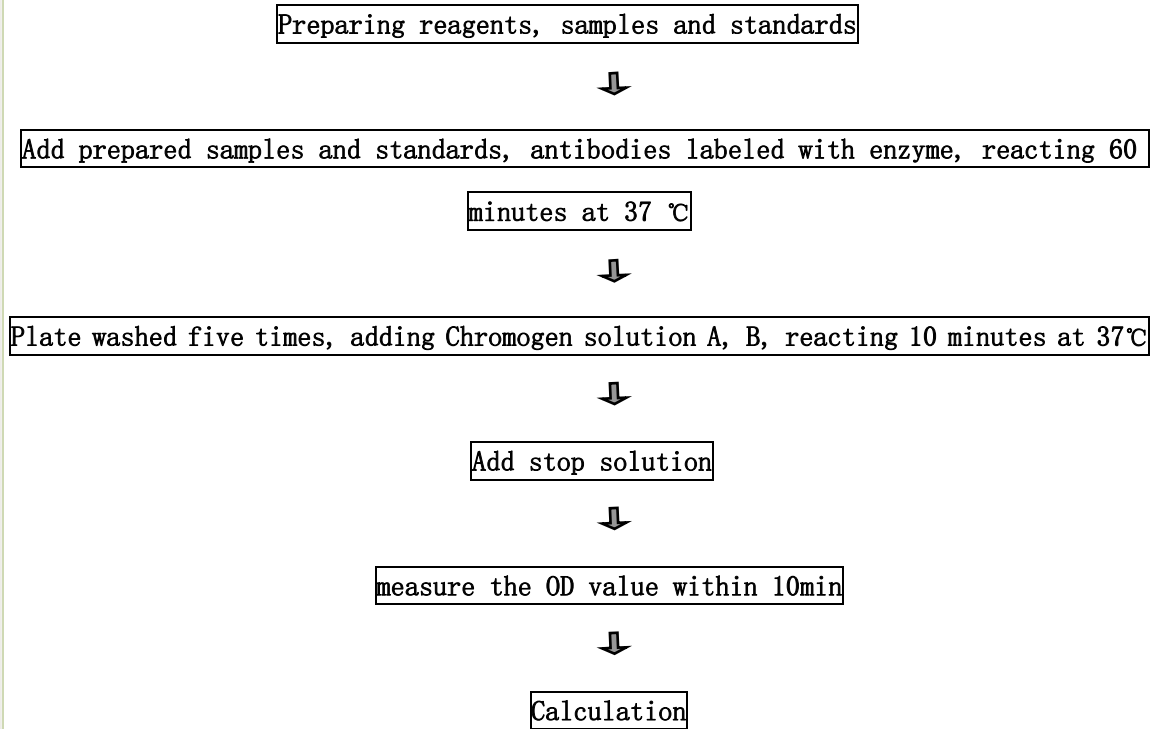 Preparing reagents, samples and standards
Add prepared samples and standards, antibodies labeled with enzyme, reacting 60
minutes at 37 ℃
Plate washed five times, adding Chromogen solution A, B, reacting 10 minutes at 37℃
Add stop solution
measure the OD value within 10min
Calculation